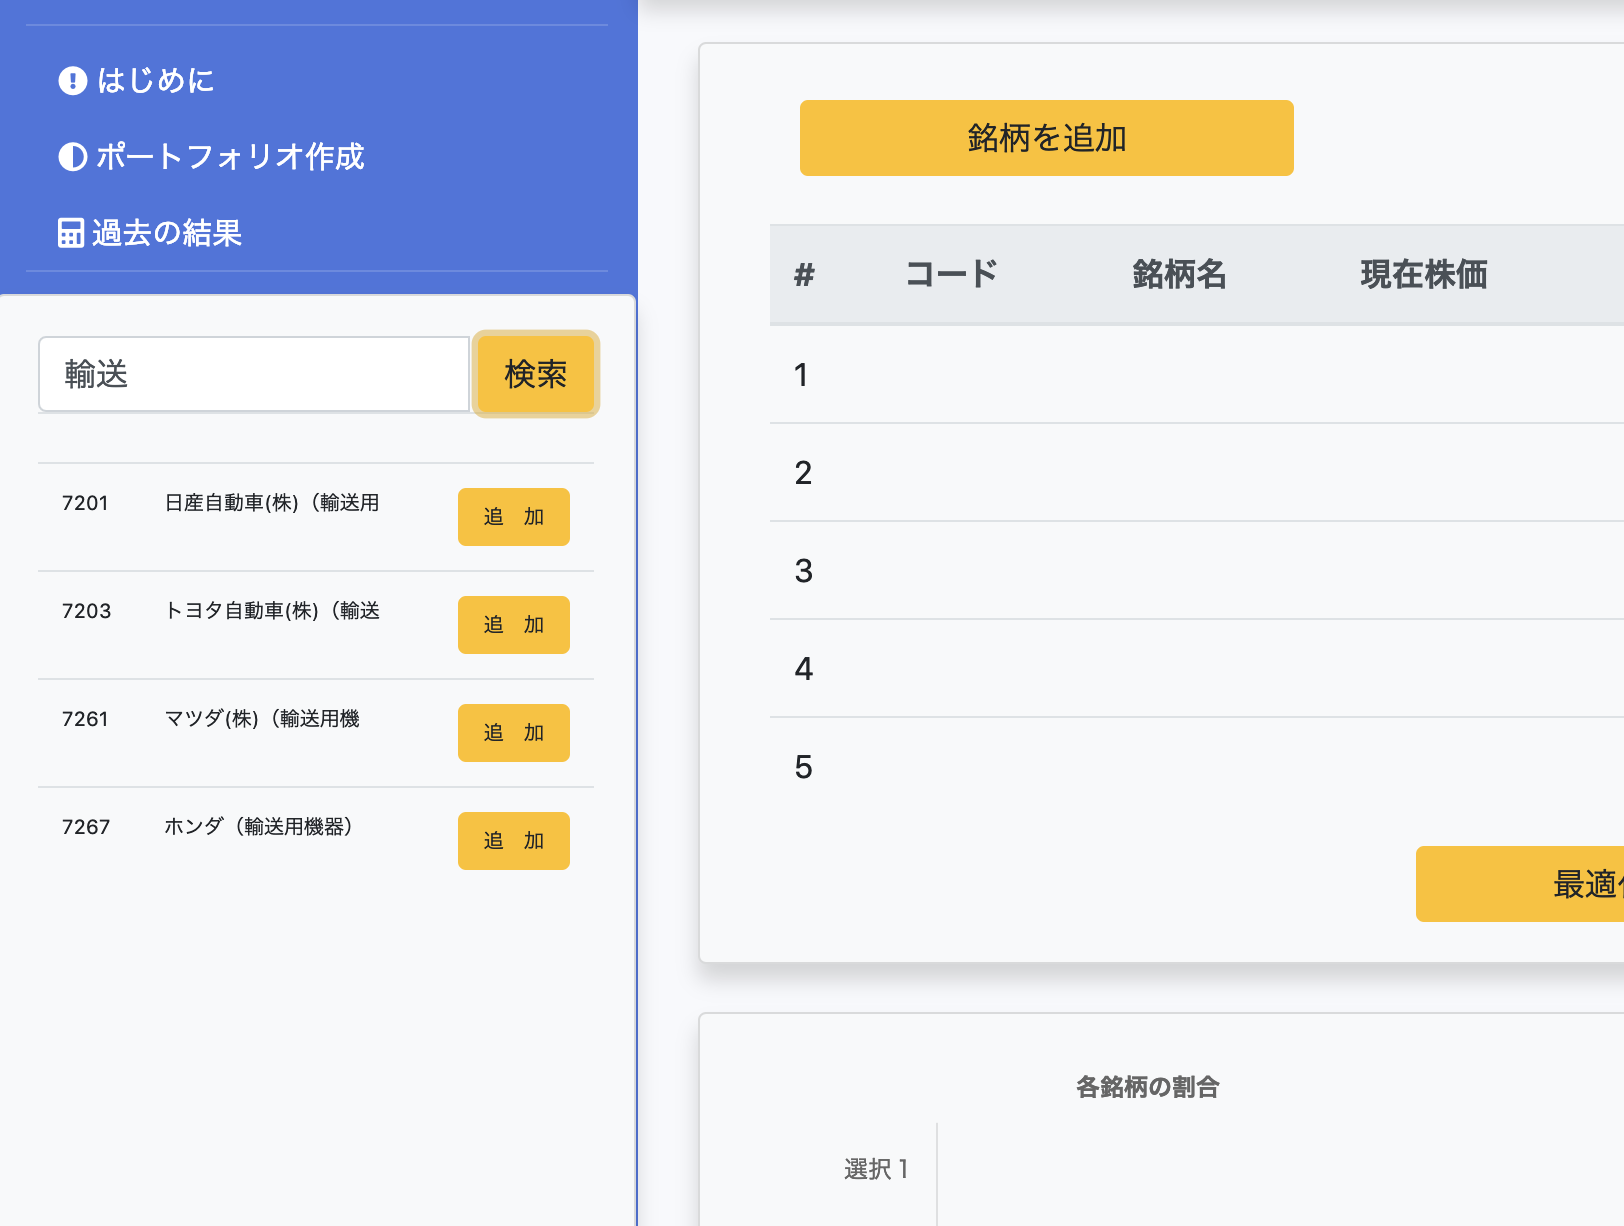 はじめに
ポートフォリオ作成
過去の結果
輸送
検索
7201 日産自動車(株)（輸送用 追 加
7203 トヨタ自動車(株)（輸送 追 加
7261 マツダ(株)（輸送用機 追 加
7267 ホンダ（輸送用機器） 追 加
銘柄を追加
# コード 銘柄名 現在株価
1
2
3
4
5
最適
各銘柄の割合
選択 1